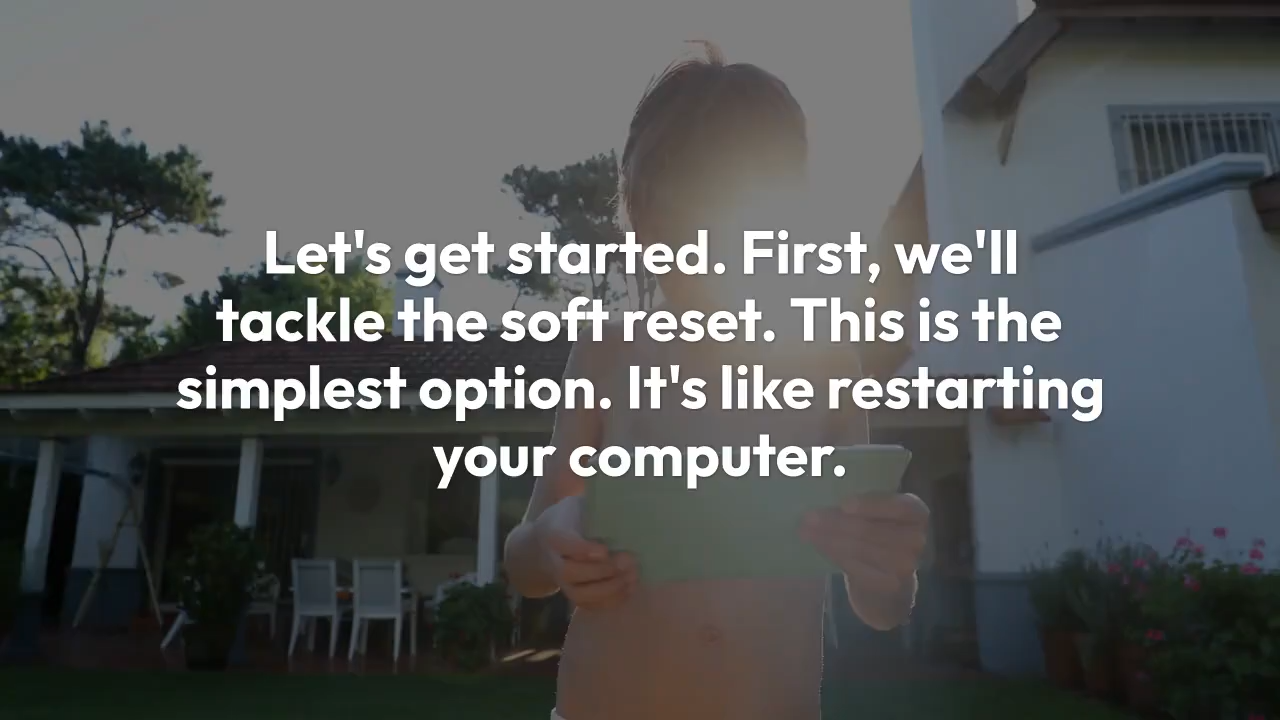 Let's get started. First, we'll
tackle the soft reset. This is the
simplest option. It's like restarting
your computer.